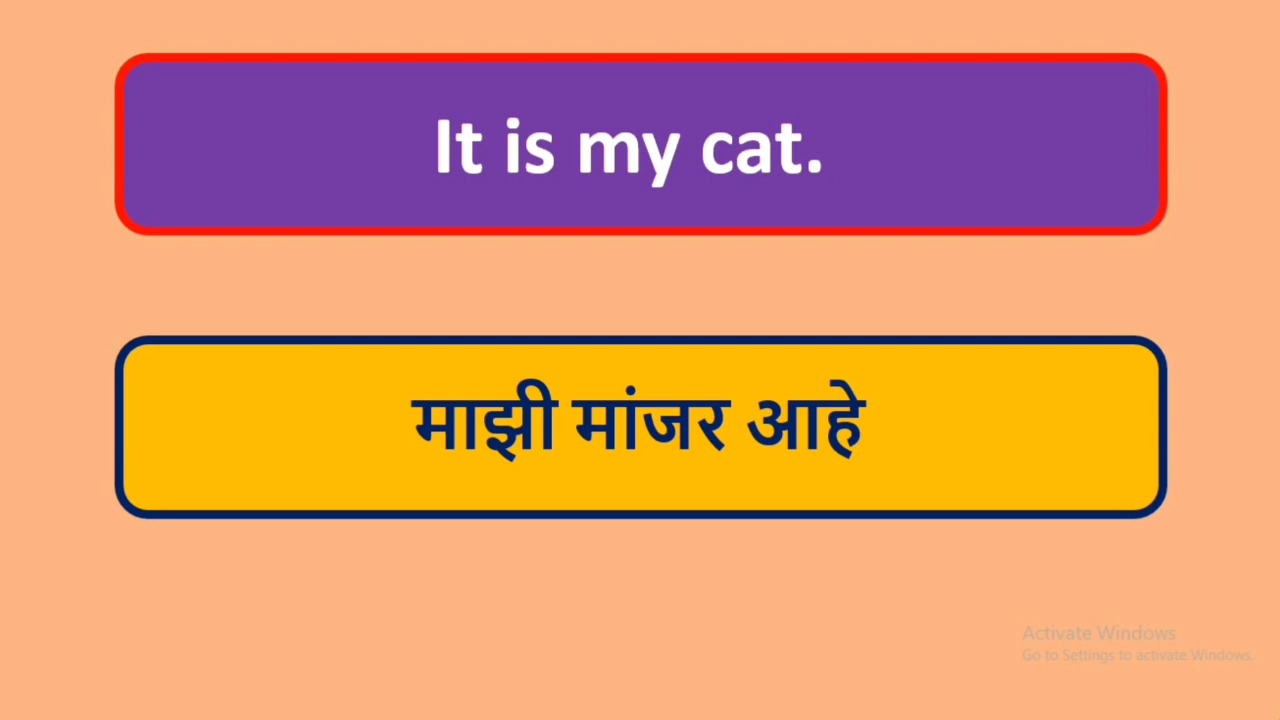 It is my cat.
माझी मांजर आहे
Activate Windows
Go to Settings to activate Windows.